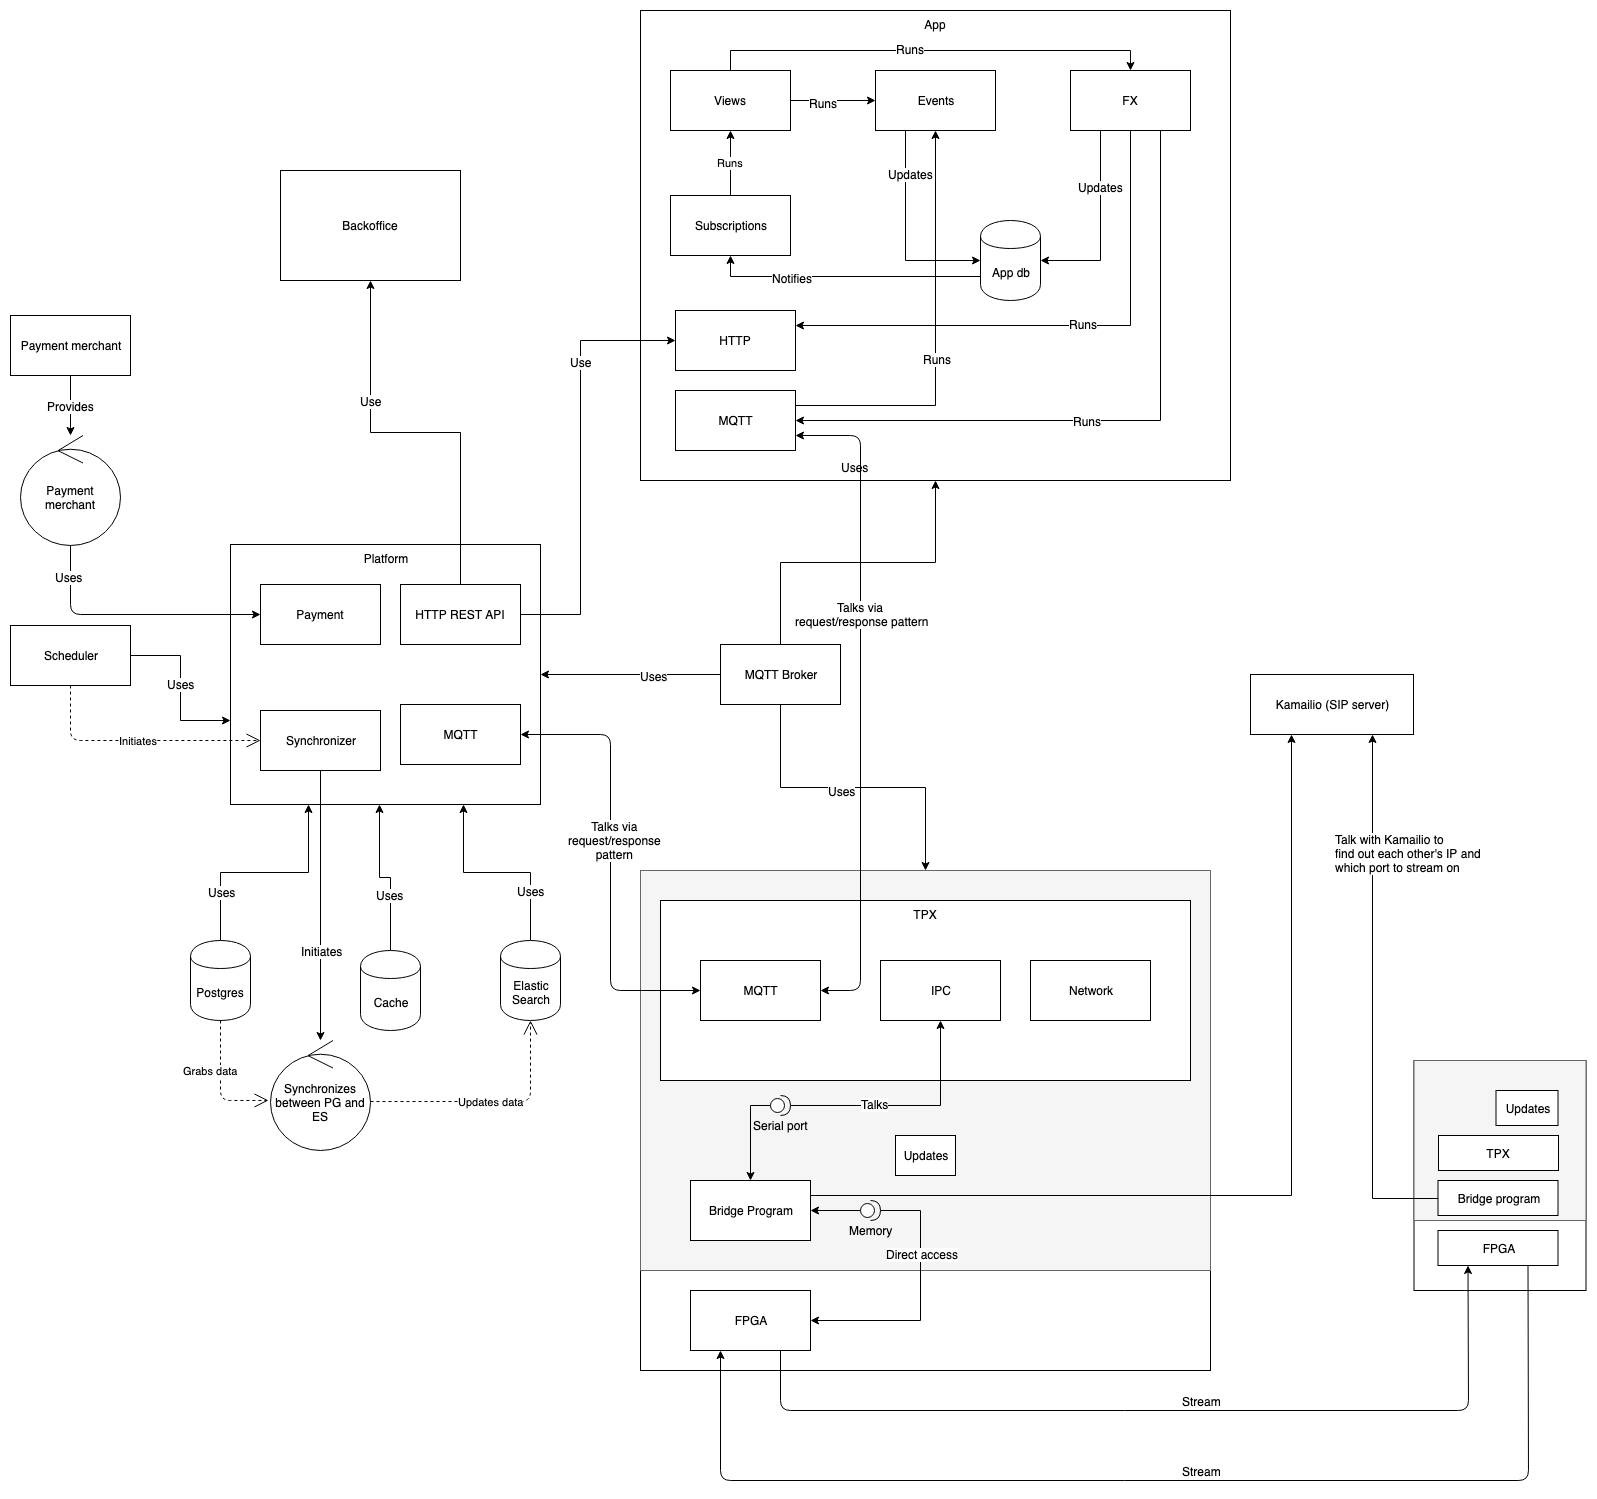 App
Runs
Views
Runs
Events
FX
Runs
Updates
Updates
Subscriptions
App db
Notifies
HTTP
Runs
Runs
MQTT
Runs
Uses
Backoffice
Use
Use
Payment merchant
Provides
Payment
merchant
Uses
Platform
Payment
HTTP REST API
Scheduler
Uses
Initiates
Synchronizer
MQTT
Uses
MQTT Broker
Talks via
request/response pattern
Uses
Talks via
request/response
pattern
Kamailio (SIP server)
Talk with Kamailio to
find out each other's IP and
which port to stream on
Uses
Uses
Uses
Initiates
Postgres
Cache
Elastic
Search
Grabs data
Synchronizes
between PG and
ES
Updates data
TPX
MQTT
IPC
Network
Talks
Serial port
Updates
Bridge Program
Memory
Direct access
FPGA
Updates
TPX
Bridge program
FPGA
Stream
Stream